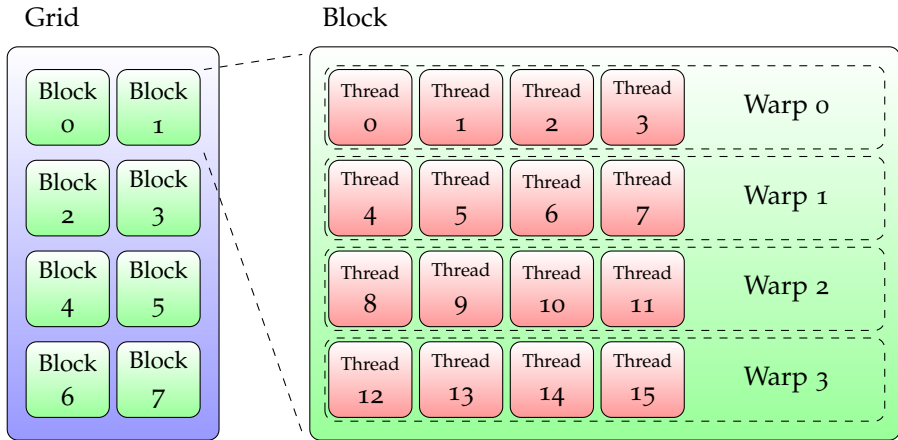 Grid
Block
Block
0
Block
1
Block
2
Block
3
Block
4
Block
5
Block
6
Block
7
Thread
0
Thread
1
Thread
2
Thread
3
Warp 0
Thread
4
Thread
5
Thread
6
Thread
7
Warp 1
Thread
8
Thread
9
Thread
10
Thread
11
Warp 2
Thread
12
Thread
13
Thread
14
Thread
15
Warp 3